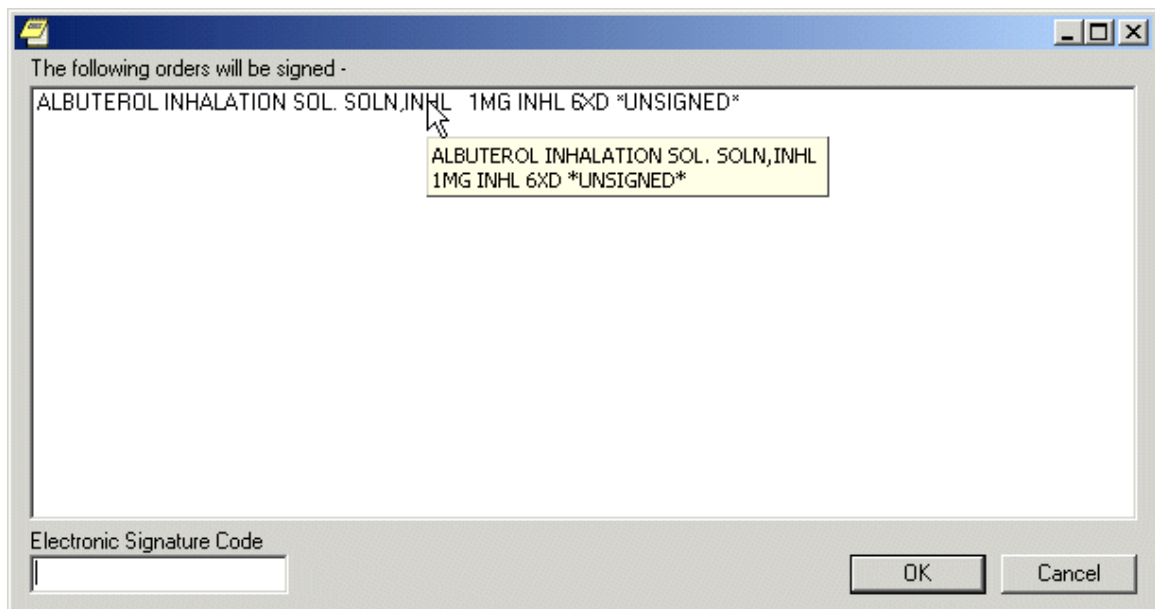 The following orders will be signed -
ALBUTEROL INHALATION SOL. SOLN,INHL 1MG INHL 6XD *UNSIGNED*
ALBUTEROL INHALATION SOL. SOLN,INHL
1MG INHL 6XD *UNSIGNED*
Electronic Signature Code
OK Cancel